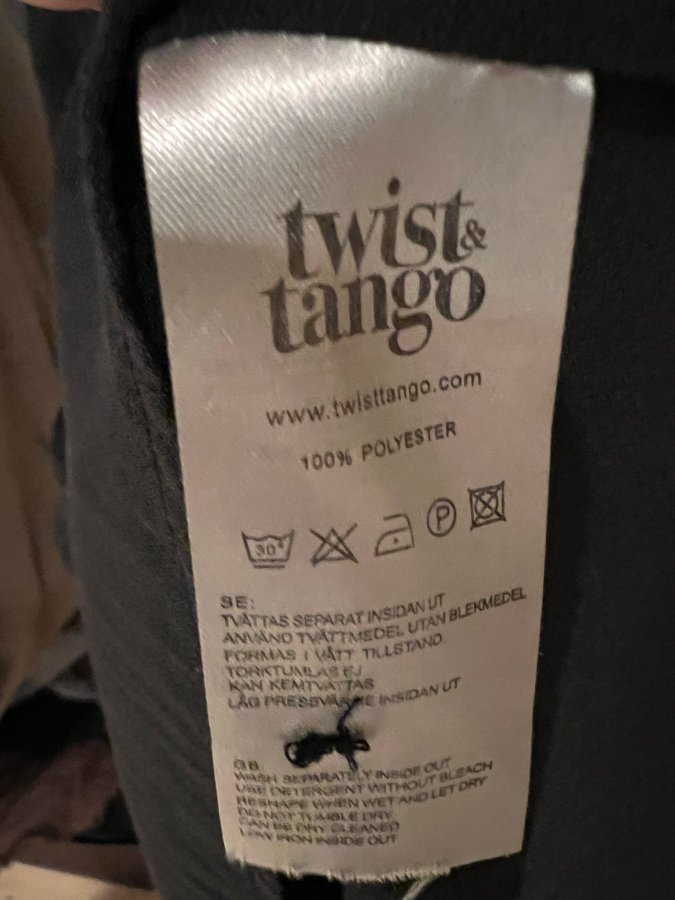 twist &
tango
www.twisttango.com
100% POLYESTER
30° P
SE:
TVÄTTAS SEPARAT INSIDAN UT
ANVÄND TVÄTTMEDEL UTAN BLEKMEDEL
FORMAS I VÅTT TILLSTAND
TORKTUMLAS EJ
KAN KEMTVÄTTAS
LÅG PRESSVÄRME INSIDAN UT
GB
WASH SEPARATELY INSIDE OUT
USE DETERGENT WITHOUT BLEACH
RESHAPE WHEN WET AND LET DRY
DO NOT TUMBLE DRY
CAN BE DRY CLEANED
LOW IRON INSIDE OUT